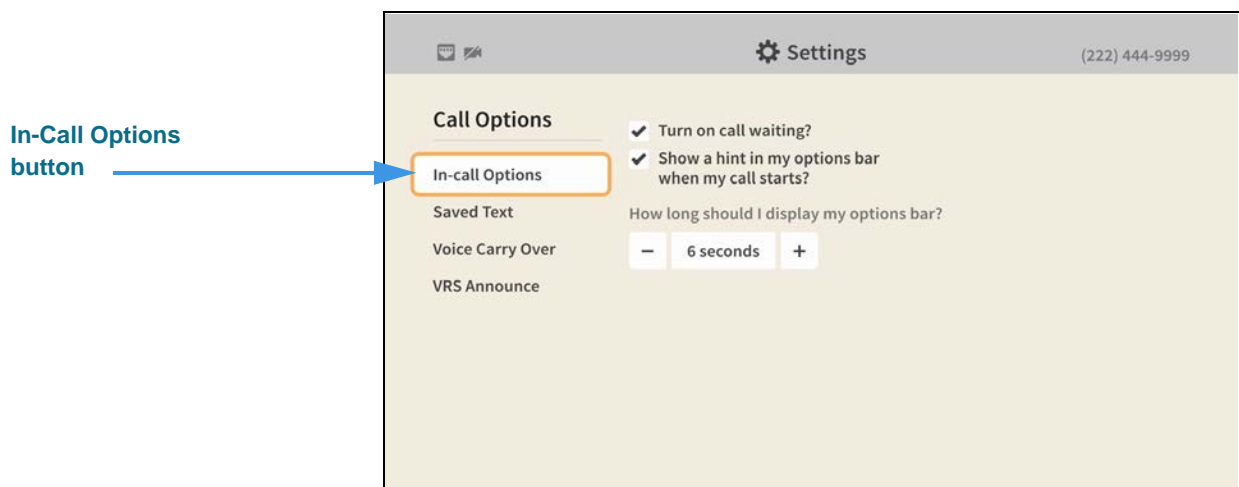 Settings
(222) 444-9999
In-Call Options
button
Call Options
In-call Options
Saved Text
Voice Carry Over
VRS Announce
Turn on call waiting?
Show a hint in my options bar
when my call starts?
How long should I display my options bar?
− 6 seconds +